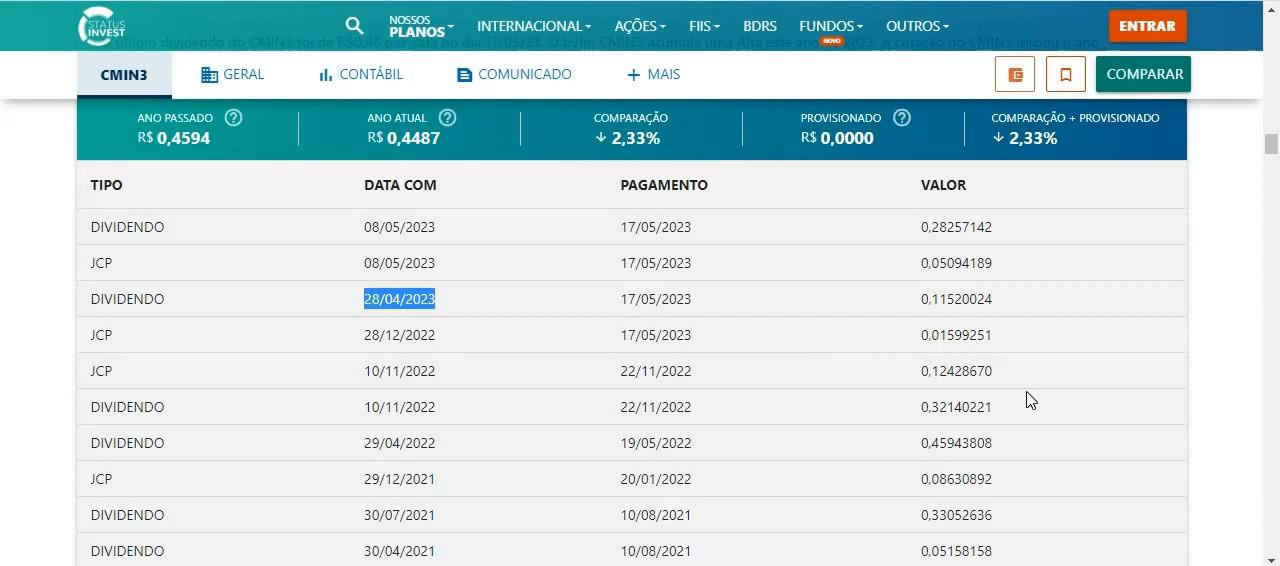 STATUS
INVEST
NOSSOS
PLANOS
INTERNACIONAL
AÇÕES
FIIS
BDRS
FUNDOS
NOVO
OUTROS
ENTRAR
CMIN3
GERAL
CONTÁBIL
COMUNICADO
+ MAIS
COMPARAR
ANO PASSADO ?
R$ 0,4594
ANO ATUAL ?
R$ 0,4487
COMPARAÇÃO
↓ 2,33%
PROVISIONADO ?
R$ 0,0000
COMPARAÇÃO + PROVISIONADO
↓ 2,33%
TIPO DATA COM PAGAMENTO VALOR
DIVIDENDO 08/05/2023 17/05/2023 0,28257142
JCP 08/05/2023 17/05/2023 0,05094189
DIVIDENDO 28/04/2023 17/05/2023 0,11520024
JCP 28/12/2022 17/05/2023 0,01599251
JCP 10/11/2022 22/11/2022 0,12428670
DIVIDENDO 10/11/2022 22/11/2022 0,32140221
DIVIDENDO 29/04/2022 19/05/2022 0,45943808
JCP 29/12/2021 20/01/2022 0,08630892
DIVIDENDO 30/07/2021 10/08/2021 0,33052636
DIVIDENDO 30/04/2021 10/08/2021 0,05158158